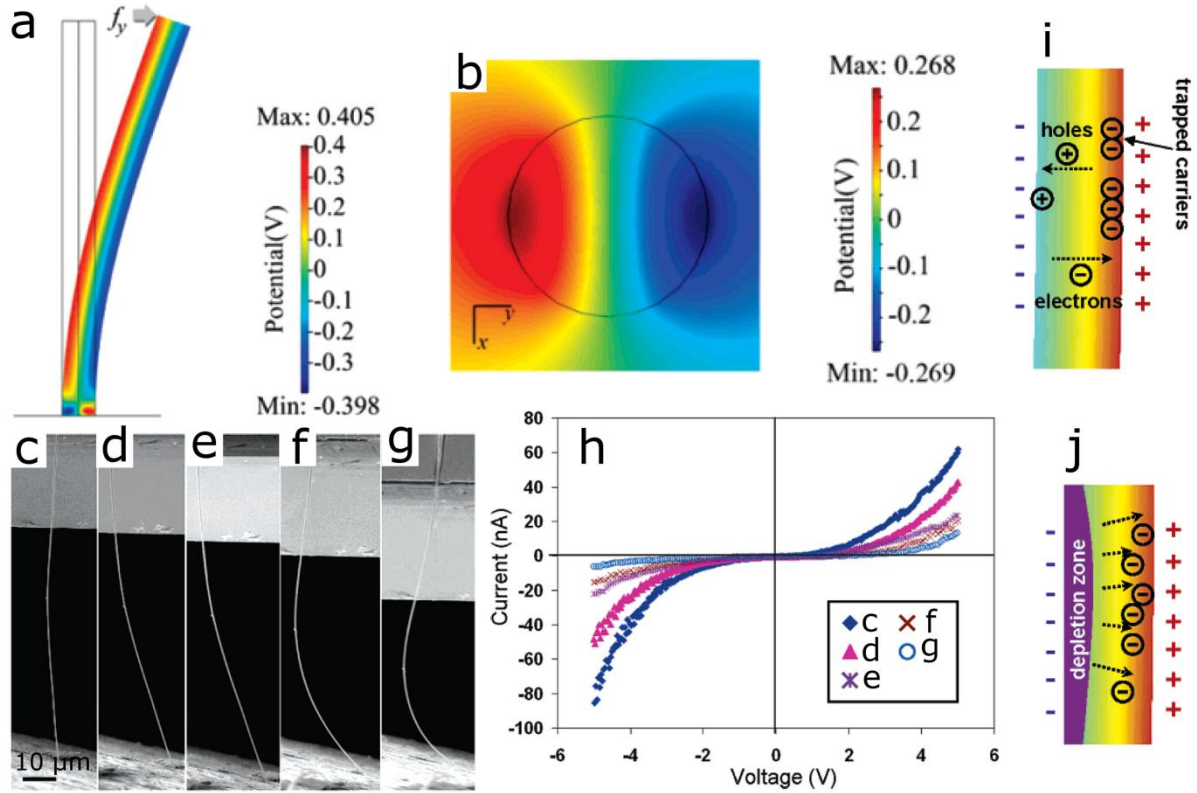 a
f_y
Max: 0.405
0.4
0.3
0.2
0.1
0
-0.1
-0.2
-0.3
Potential(V)
Min: -0.398
b
y
x
Max: 0.268
0.2
0.1
0
-0.1
-0.2
Potential(V)
Min: -0.269
i
holes
electrons
trapped
carriers
- - - - - - -
+ + + + + + +
c
d
e
f
g
10 µm
h
80
60
40
20
0
-20
-40
-60
-80
-100
Current (nA)
-6
-4
-2
0
2
4
6
Voltage (V)
c
f
d
g
e
j
depletion zone
- - - - - - -
+ + + + + + +